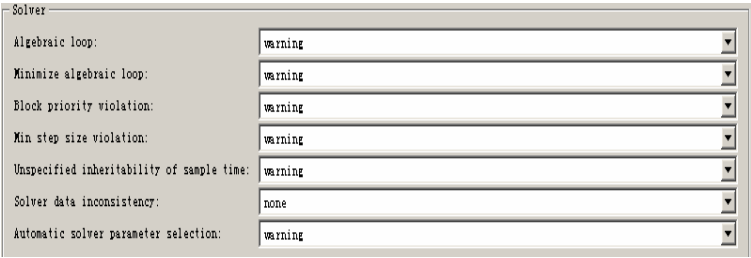 Solver
Algebraic loop: warning
Minimize algebraic loop: warning
Block priority violation: warning
Min step size violation: warning
Unspecified inheritability of sample time: warning
Solver data inconsistency: none
Automatic solver parameter selection: warning